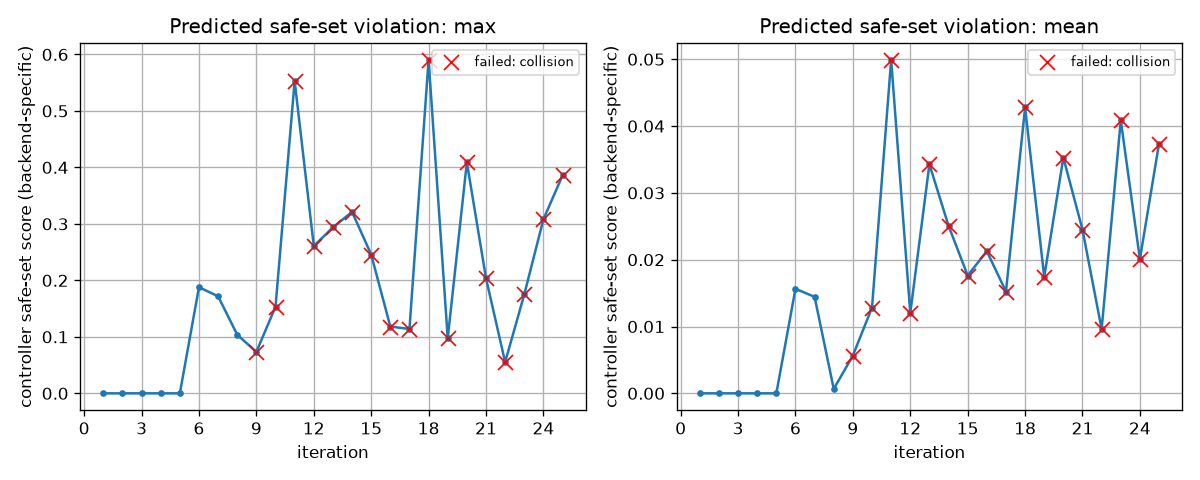 Predicted safe-set violation: max
controller safe-set score (backend-specific)
failed: collision
0.6
0.5
0.4
0.3
0.2
0.1
0.0
0 3 6 9 12 15 18 21 24
iteration
Predicted safe-set violation: mean
controller safe-set score (backend-specific)
failed: collision
0.05
0.04
0.03
0.02
0.01
0.00
0 3 6 9 12 15 18 21 24
iteration